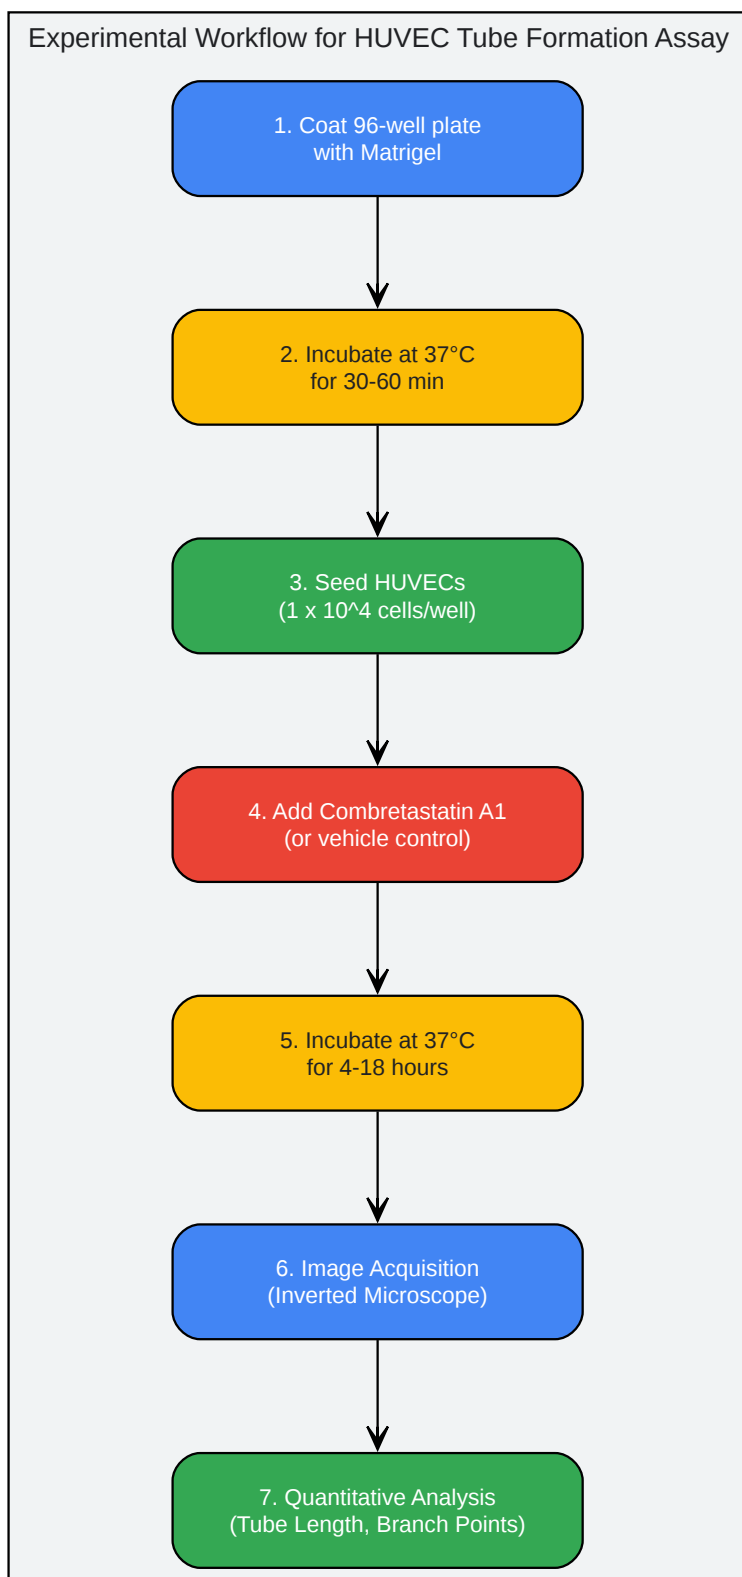 Experimental Workflow for HUVEC Tube Formation Assay
1. Coat 96-well plate
with Matrigel
2. Incubate at 37°C
for 30-60 min
3. Seed HUVECs
(1 x 10^4 cells/well)
4. Add Combretastatin A1
(or vehicle control)
5. Incubate at 37°C
for 4-18 hours
6. Image Acquisition
(Inverted Microscope)
7. Quantitative Analysis
(Tube Length, Branch Points)